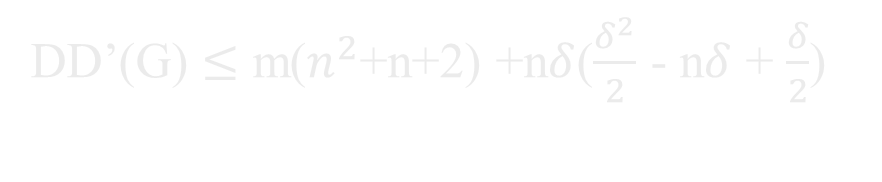 DD’(G) ≤ m(n²+n+2) +nδ(δ²/2 - nδ + δ/2)